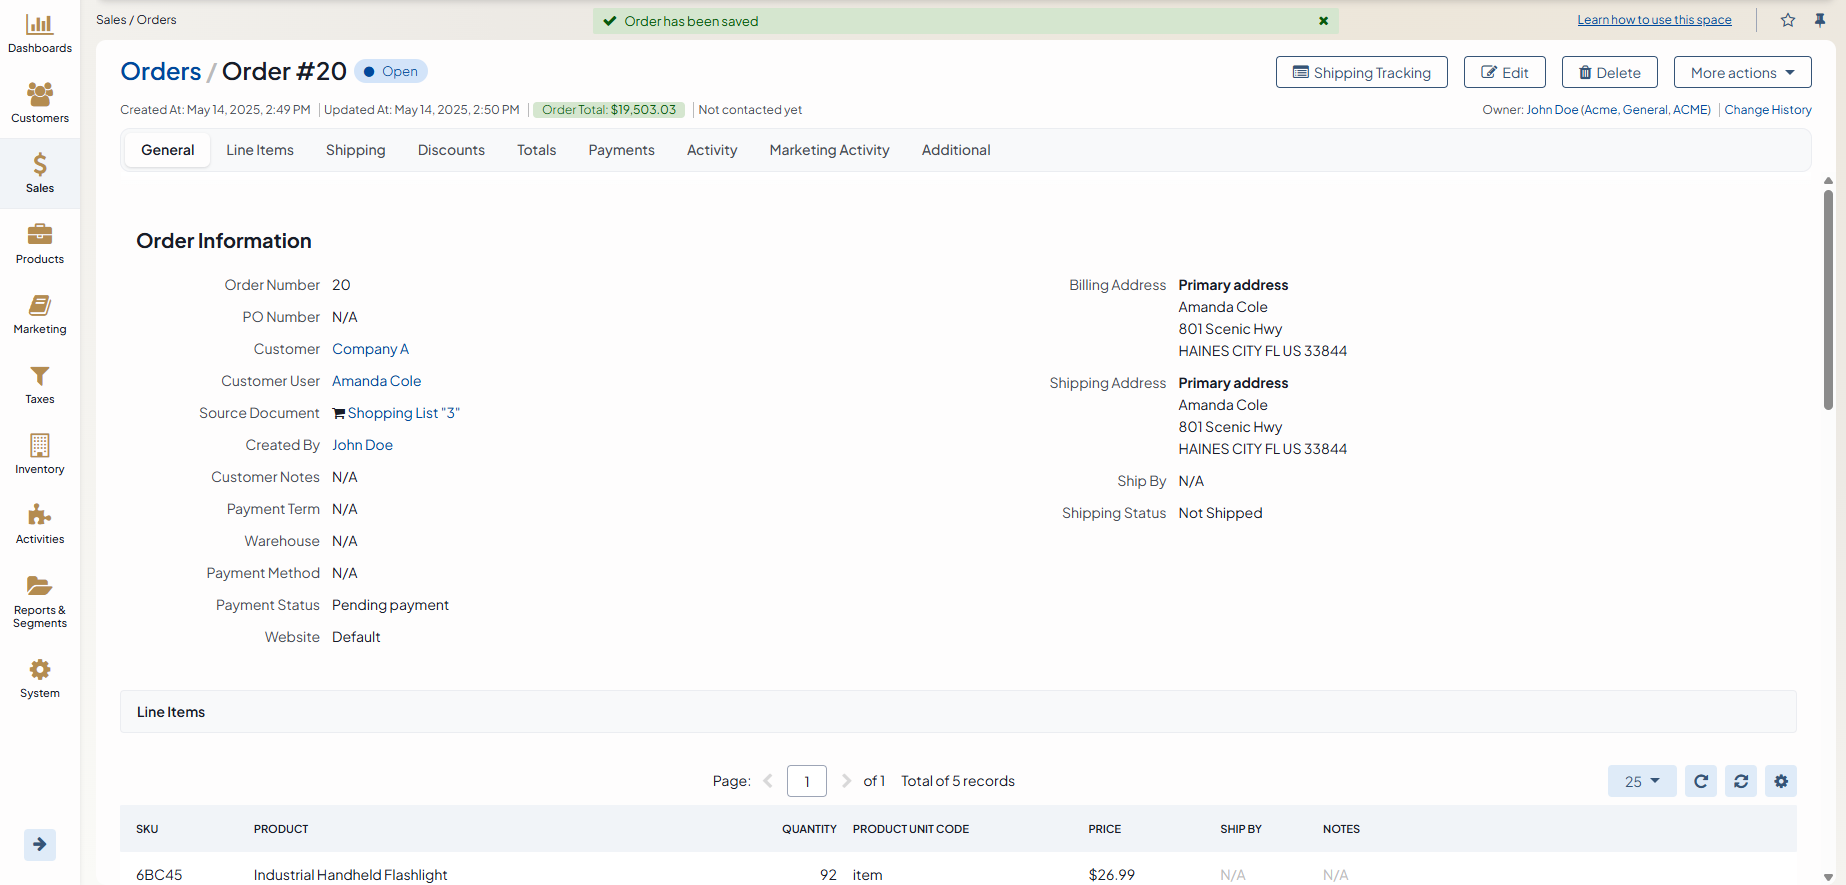 Dashboards
Customers
Sales
Products
Marketing
Taxes
Inventory
Activities
Reports &
Segments
System
Sales / Orders
Order has been saved
Learn how to use this space
Orders / Order #20
Open
Shipping Tracking
Edit
Delete
More actions
Created At: May 14, 2025, 2:49 PM
Updated At: May 14, 2025, 2:50 PM
Order Total: $19,503.03
Not contacted yet
Owner: John Doe (Acme, General, ACME)
Change History
General
Line Items
Shipping
Discounts
Totals
Payments
Activity
Marketing Activity
Additional
Order Information
Order Number 20
PO Number N/A
Customer Company A
Customer User Amanda Cole
Source Document Shopping List "3"
Created By John Doe
Customer Notes N/A
Payment Term N/A
Warehouse N/A
Payment Method N/A
Payment Status Pending payment
Website Default
Billing Address Primary address
Amanda Cole
801 Scenic Hwy
HAINES CITY FL US 33844
Shipping Address Primary address
Amanda Cole
801 Scenic Hwy
HAINES CITY FL US 33844
Ship By N/A
Shipping Status Not Shipped
Line Items
Page: 1 of 1 Total of 5 records
25
SKU PRODUCT QUANTITY PRODUCT UNIT CODE PRICE SHIP BY NOTES
6BC45 Industrial Handheld Flashlight 92 item $26.99 N/A N/A